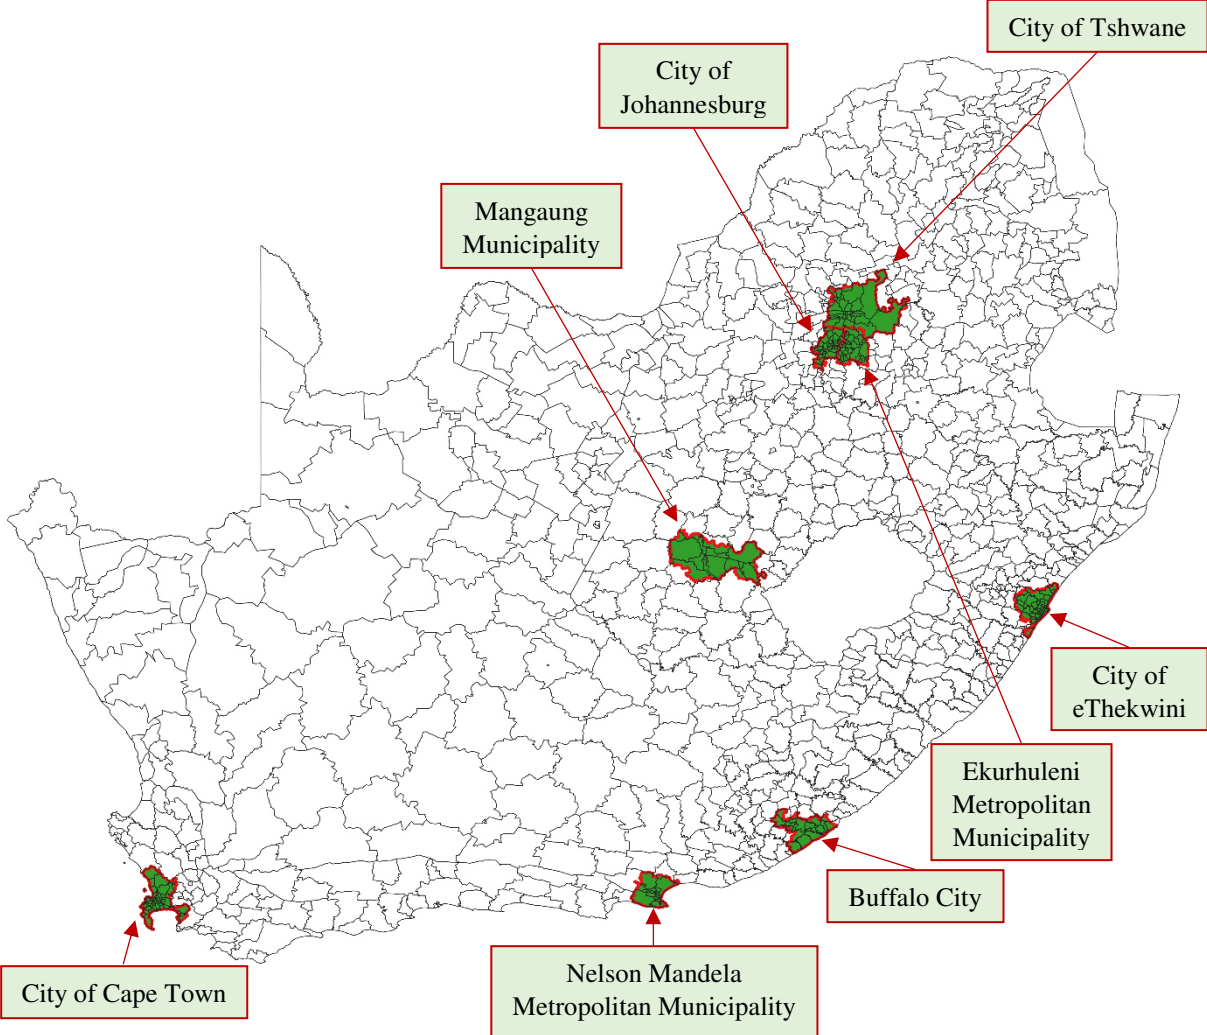 City of Tshwane
City of
Johannesburg
Mangaung
Municipality
City of
eThekwini
Ekurhuleni
Metropolitan
Municipality
Buffalo City
Nelson Mandela
Metropolitan Municipality
City of Cape Town